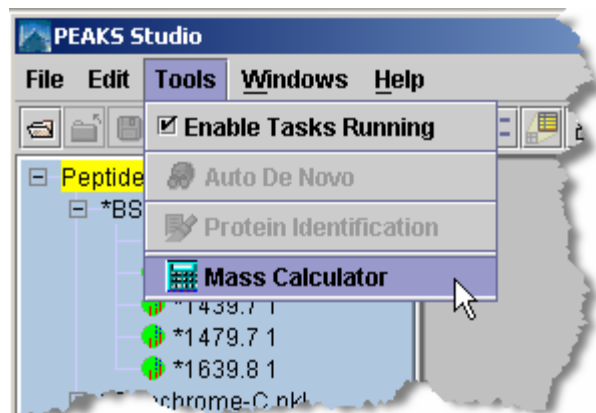 PEAKS Studio
File Edit Tools Windows Help
Enable Tasks Running
Peptide
Auto De Novo
*BS
Protein Identification
Mass Calculator
*1439.7 1
*1479.7 1
*1639.8 1
chrome-C.pkl